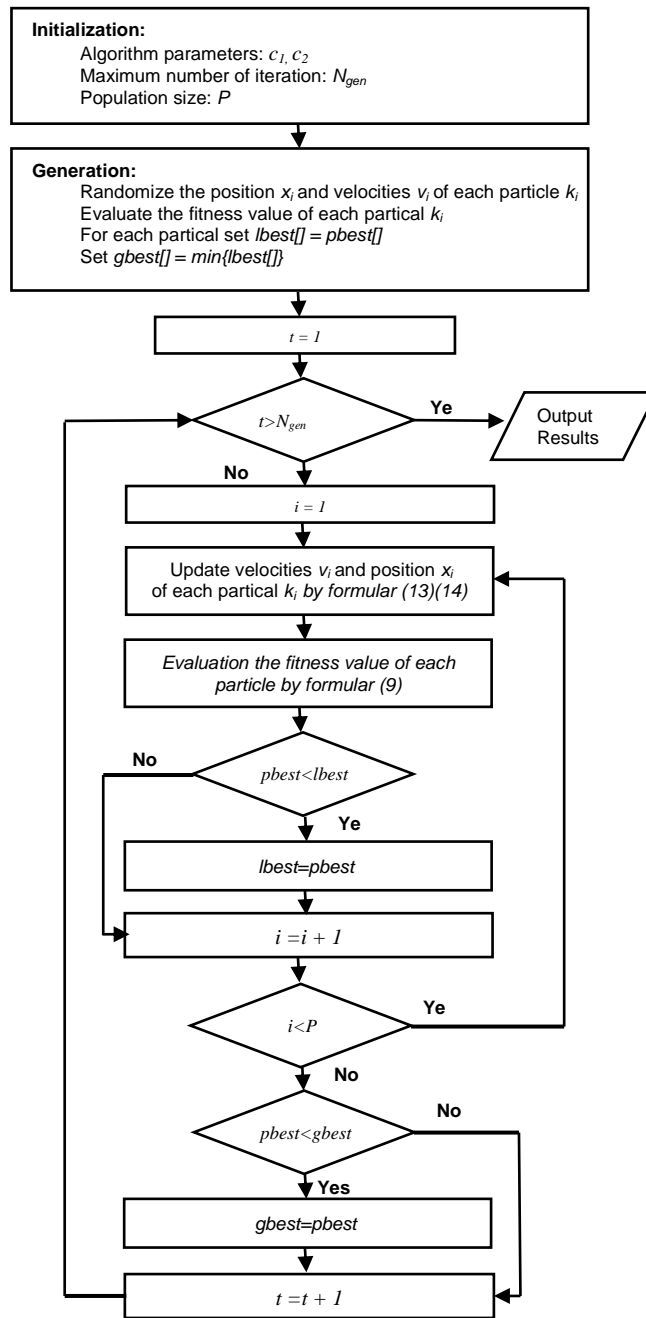 Initialization:
Algorithm parameters: c1, c2
Maximum number of iteration: Ngen
Population size: P
Generation:
Randomize the position xi and velocities vi of each particle ki
Evaluate the fitness value of each partical ki
For each partical set lbest[] = pbest[]
Set gbest[] = min{lbest[]}
t = 1
t>Ngen
Ye
Output
Results
No
i = 1
Update velocities vi and position xi
of each partical ki by formular (13)(14)
Evaluation the fitness value of each
particle by formular (9)
No
pbest<lbest
Ye
lbest=pbest
i =i + 1
i<P
Ye
No
pbest<gbest
No
Yes
gbest=pbest
t =t + 1